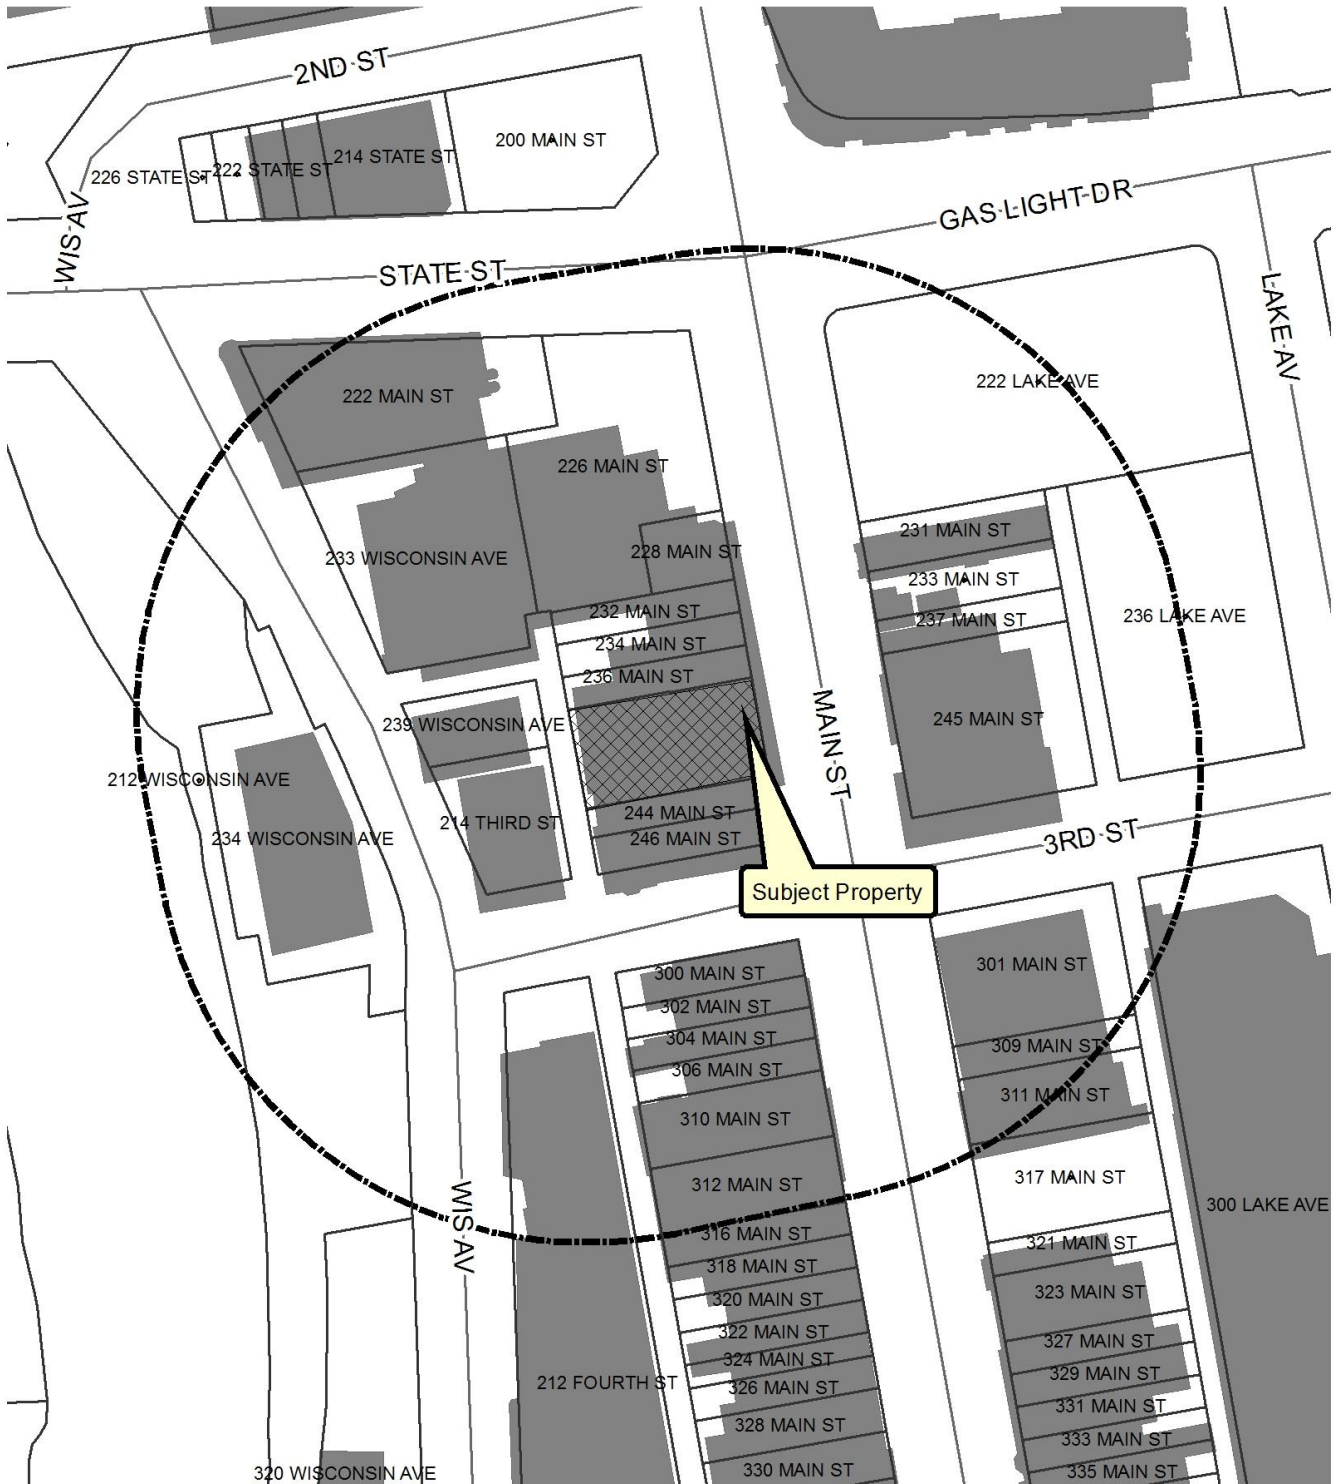 2ND ST
200 MAIN ST
214 STATE ST
222 STATE ST
226 STATE ST
WIS AV
GAS LIGHT DR
STATE ST
LAKE AV
222 LAKE AVE
222 MAIN ST
226 MAIN ST
231 MAIN ST
228 MAIN ST
233 WISCONSIN AVE
233 MAIN ST
232 MAIN ST
237 MAIN ST
236 LAKE AVE
234 MAIN ST
236 MAIN ST
239 WISCONSIN AVE
245 MAIN ST
MAIN ST
212 WISCONSIN AVE
244 MAIN ST
214 THIRD ST
234 WISCONSIN AVE
246 MAIN ST
3RD ST
Subject Property
301 MAIN ST
300 MAIN ST
302 MAIN ST
304 MAIN ST
309 MAIN ST
306 MAIN ST
311 MAIN ST
310 MAIN ST
317 MAIN ST
312 MAIN ST
300 LAKE AVE
WIS AV
316 MAIN ST
321 MAIN ST
318 MAIN ST
323 MAIN ST
320 MAIN ST
322 MAIN ST
327 MAIN ST
324 MAIN ST
329 MAIN ST
212 FOURTH ST
326 MAIN ST
331 MAIN ST
328 MAIN ST
333 MAIN ST
330 MAIN ST
335 MAIN ST
320 WISCONSIN AVE